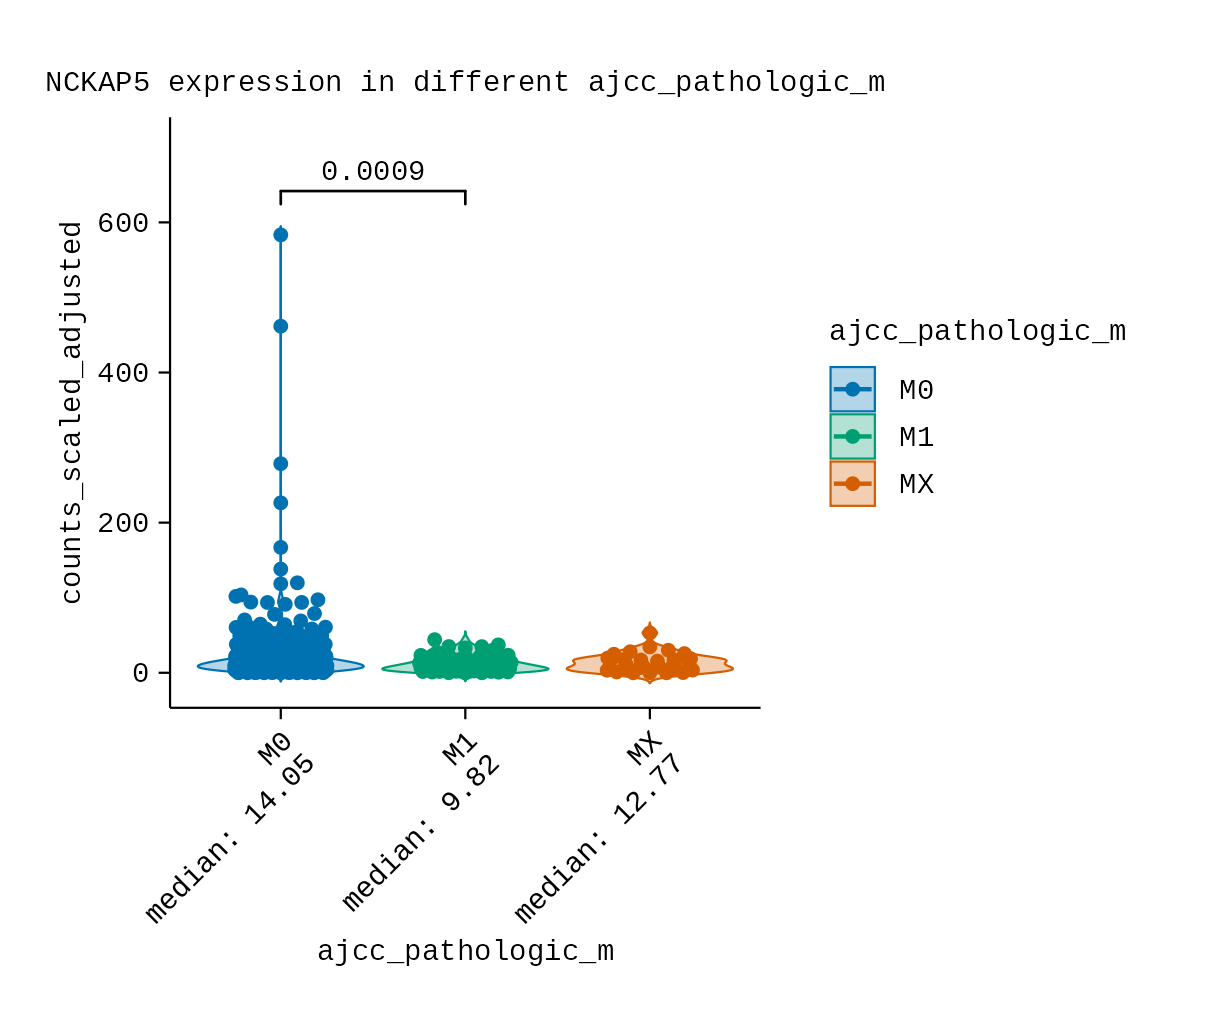 NCKAP5 expression in different ajcc_pathologic_m
0.0009
600
400
200
0
counts_scaled_adjusted
M0
median: 14.05
M1
median: 9.82
MX
median: 12.77
ajcc_pathologic_m
ajcc_pathologic_m
M0
M1
MX